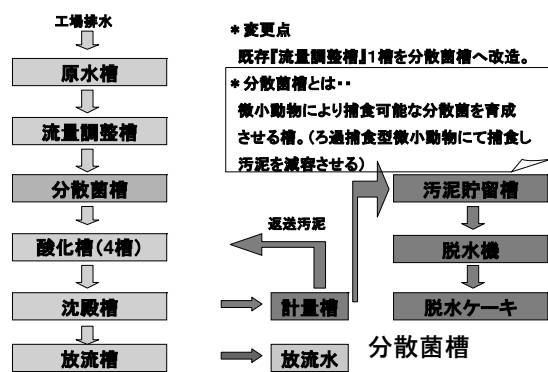 工場排水
原水槽
流量調整槽
分散菌槽
酸化槽(4槽)
沈殿槽
放流槽
＊変更点
既存『流量調整槽』1槽を分散菌槽へ改造。
＊分散菌槽とは‥
微小動物により捕食可能な分散菌を育成
させる槽。(ろ過捕食型微小動物にて捕食し
汚泥を減容させる)
返送汚泥
計量槽
放流水
汚泥貯留槽
脱水機
脱水ケーキ
分散菌槽